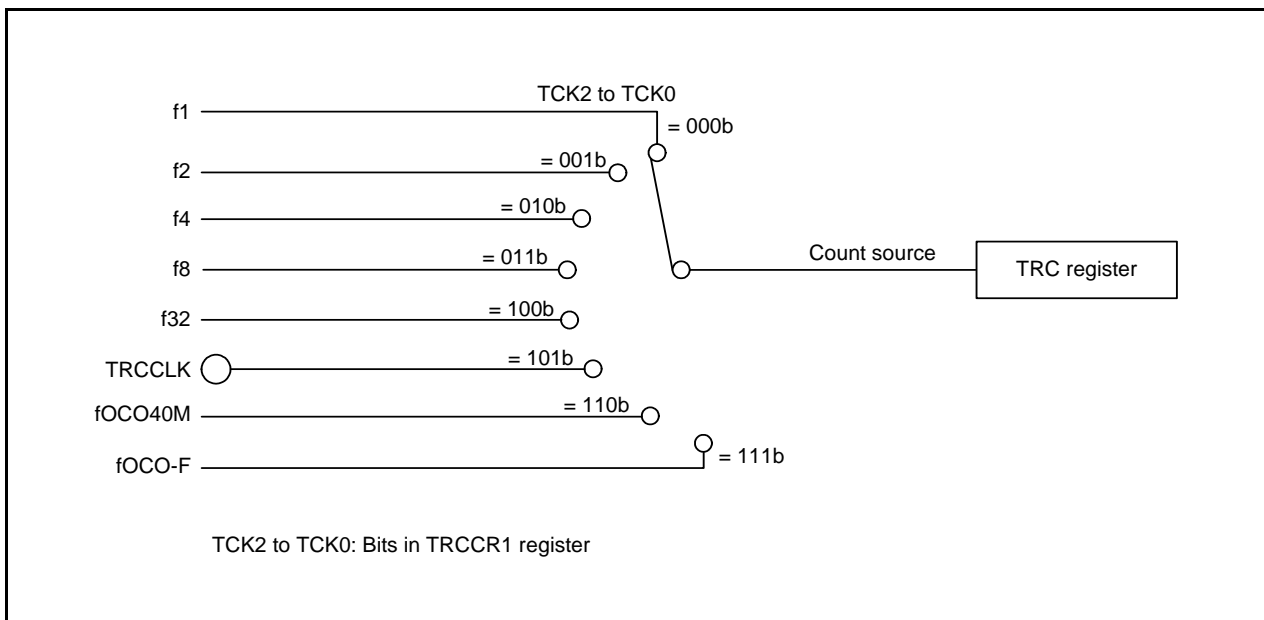 TCK2 to TCK0
f1
= 000b
f2
= 001b
f4
= 010b
f8
= 011b
Count source
TRC register
f32
= 100b
TRCCLK
= 101b
fOCO40M
= 110b
fOCO-F
= 111b
TCK2 to TCK0: Bits in TRCCR1 register